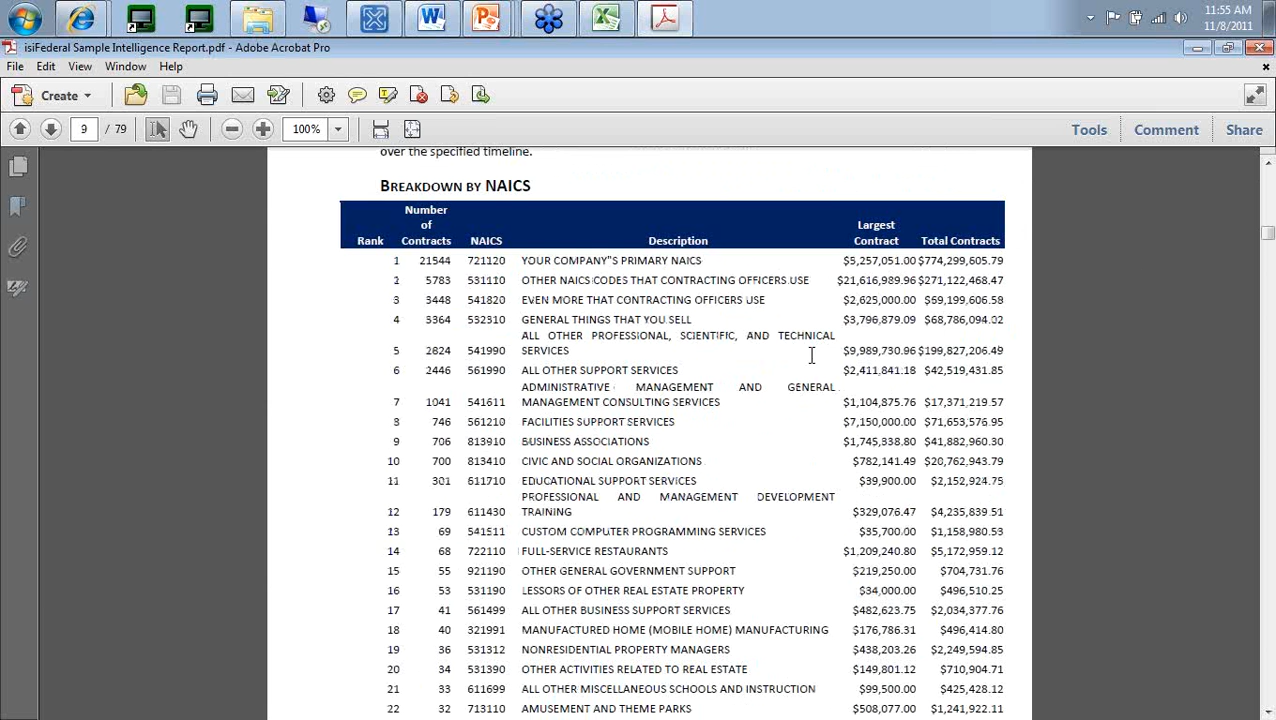 11:55 AM
11/8/2011
isiFederal Sample Intelligence Report.pdf - Adobe Acrobat Pro
File Edit View Window Help
Create
9 / 79 100% Tools Comment Share
over the specified timeline.
BREAKDOWN BY NAICS
Rank Number of Contracts NAICS Description Largest Contract Total Contracts
1 21544 721120 YOUR COMPANY"S PRIMARY NAICS $5,257,051.00 $774,299,605.79
2 5783 531110 OTHER NAICS CODES THAT CONTRACTING OFFICERS USE $21,616,989.96 $271,122,468.47
3 3448 541820 EVEN MORE THAT CONTRACTING OFFICERS USE $2,625,000.00 $69,199,606.58
4 3364 532310 GENERAL THINGS THAT YOU SELL $3,796,879.09 $68,786,094.02
ALL OTHER PROFESSIONAL, SCIENTIFIC, AND TECHNICAL
5 2824 541990 SERVICES $9,989,730.96 $199,827,206.49
6 2446 561990 ALL OTHER SUPPORT SERVICES $2,411,841.18 $42,519,431.85
ADMINISTRATIVE MANAGEMENT AND GENERAL
7 1041 541611 MANAGEMENT CONSULTING SERVICES $1,104,875.76 $17,371,219.57
8 746 561210 FACILITIES SUPPORT SERVICES $7,150,000.00 $71,653,576.95
9 706 813910 BUSINESS ASSOCIATIONS $1,745,338.80 $41,882,960.30
10 700 813410 CIVIC AND SOCIAL ORGANIZATIONS $782,141.49 $20,762,943.79
11 301 611710 EDUCATIONAL SUPPORT SERVICES $39,900.00 $2,152,924.75
PROFESSIONAL AND MANAGEMENT DEVELOPMENT
12 179 611430 TRAINING $329,076.47 $4,235,839.51
13 69 541511 CUSTOM COMPUTER PROGRAMMING SERVICES $35,700.00 $1,158,980.53
14 68 722110 FULL-SERVICE RESTAURANTS $1,209,240.80 $5,172,959.12
15 55 921190 OTHER GENERAL GOVERNMENT SUPPORT $219,250.00 $704,731.76
16 53 531190 LESSORS OF OTHER REAL ESTATE PROPERTY $34,000.00 $496,510.25
17 41 561499 ALL OTHER BUSINESS SUPPORT SERVICES $482,623.75 $2,034,377.76
18 40 321991 MANUFACTURED HOME (MOBILE HOME) MANUFACTURING $176,786.31 $496,414.80
19 36 531312 NONRESIDENTIAL PROPERTY MANAGERS $438,203.26 $2,249,594.85
20 34 531390 OTHER ACTIVITIES RELATED TO REAL ESTATE $149,801.12 $710,904.71
21 33 611699 ALL OTHER MISCELLANEOUS SCHOOLS AND INSTRUCTION $99,500.00 $425,428.12
22 32 713110 AMUSEMENT AND THEME PARKS $508,077.00 $1,241,922.11